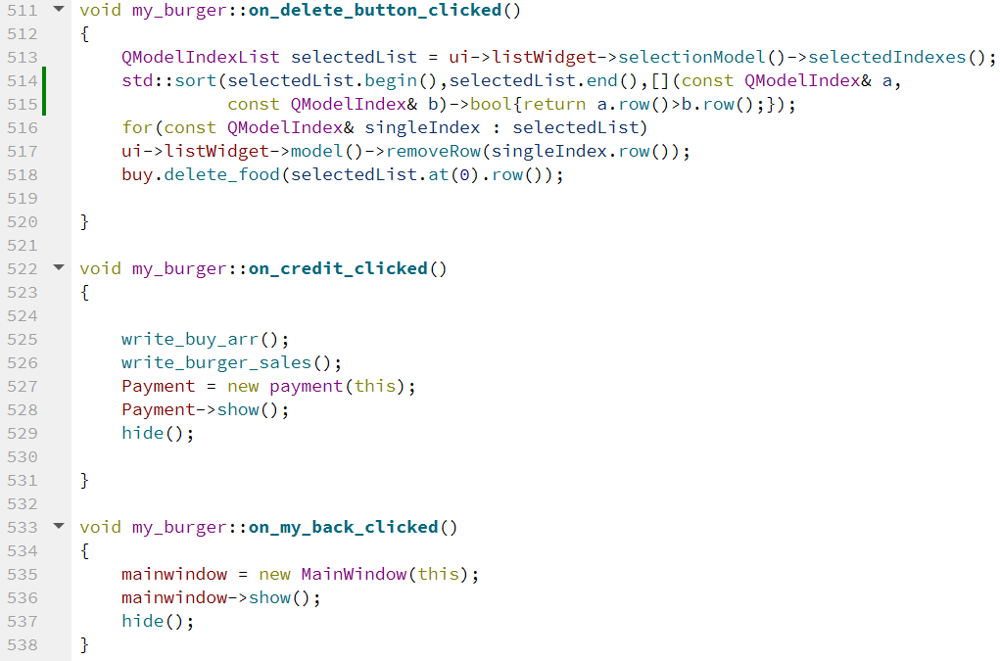 511 void my_burger::on_delete_button_clicked()
512 {
513     QModelIndexList selectedList = ui->listWidget->selectionModel()->selectedIndexes();
514     std::sort(selectedList.begin(),selectedList.end(),[](const QModelIndex& a,
515               const QModelIndex& b)->bool{return a.row()>b.row();});
516     for(const QModelIndex& singleIndex : selectedList)
517     ui->listWidget->model()->removeRow(singleIndex.row());
518     buy.delete_food(selectedList.at(0).row());
519
520 }
521
522 void my_burger::on_credit_clicked()
523 {
524
525     write_buy_arr();
526     write_burger_sales();
527     Payment = new payment(this);
528     Payment->show();
529     hide();
530
531 }
532
533 void my_burger::on_my_back_clicked()
534 {
535     mainwindow = new MainWindow(this);
536     mainwindow->show();
537     hide();
538 }